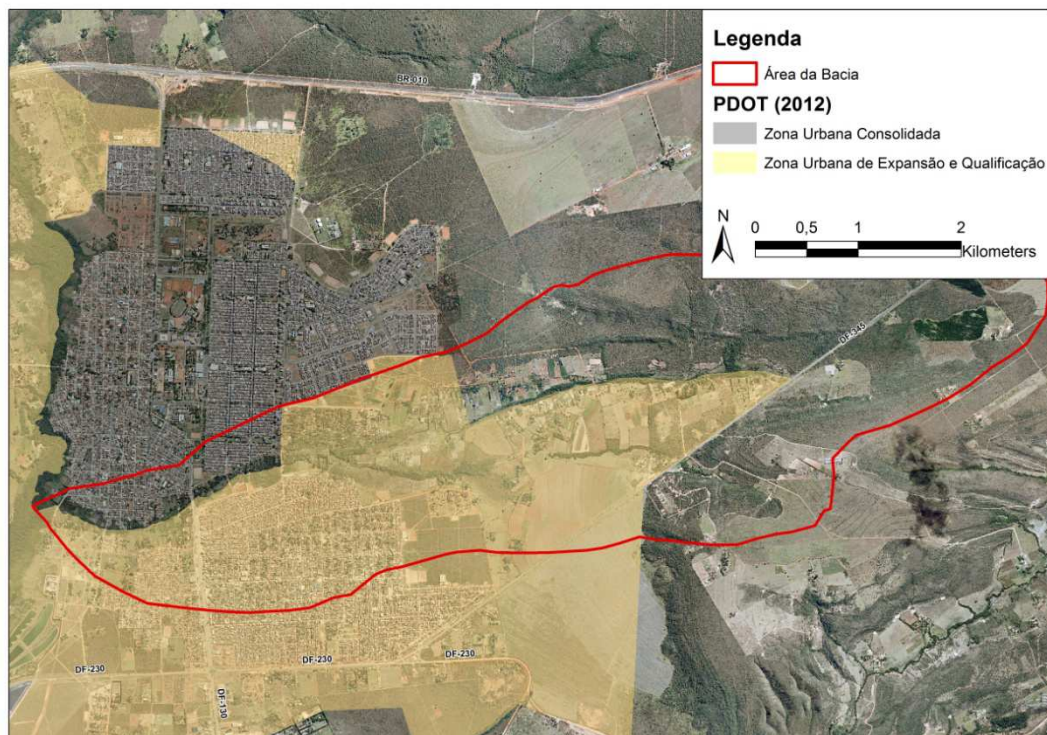 Legenda
Área da Bacia
PDOT (2012)
Zona Urbana Consolidada
Zona Urbana de Expansão e Qualificação
N
0 0,5 1 2
Kilometers
BR-010
DF-345
DF-230 DF-230 DF-230
DF-130